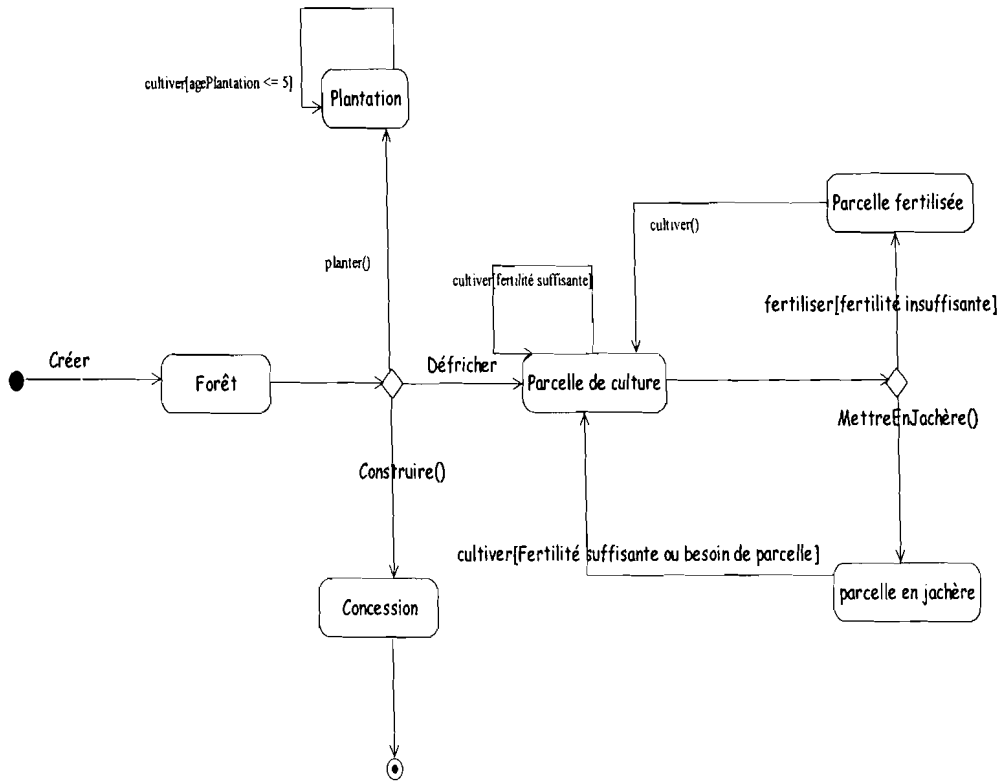 cultiver[agePlantation <= 5]
Plantation
Parcelle fertilisée
cultiver()
planter()
cultiver[fertilité suffisante]
fertiliser[fertilité insuffisante]
Créer
Défricher
Forêt
Parcelle de culture
MettreEnJachère()
Construire()
cultiver[Fertilité suffisante ou besoin de parcelle]
Concession
parcelle en jachère